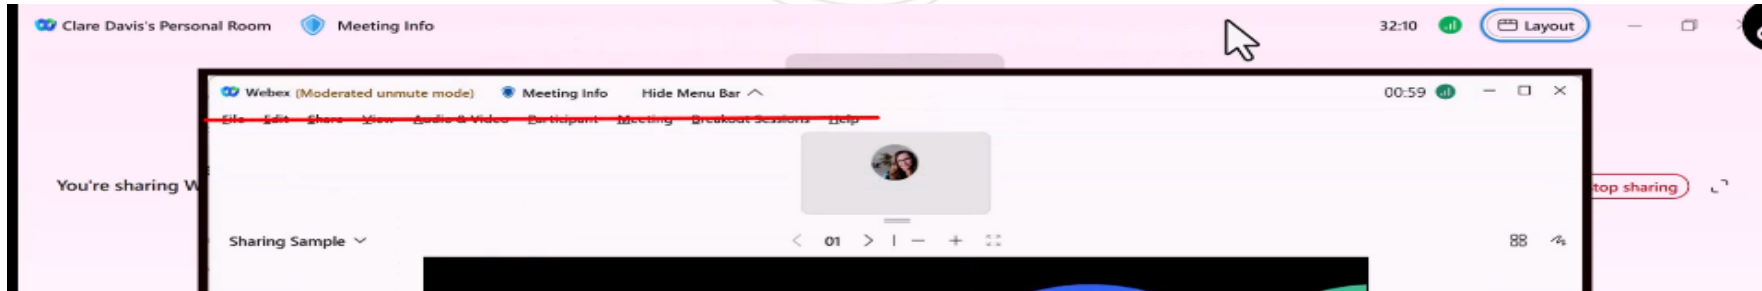 Clare Davis's Personal Room Meeting Info 32:10 Layout
Webex (Moderated unmute mode) Meeting Info Hide Menu Bar 00:59
File Edit Share View Audio & Video Participant Meeting Breakout Sessions Help
You're sharing W top sharing
Sharing Sample 01